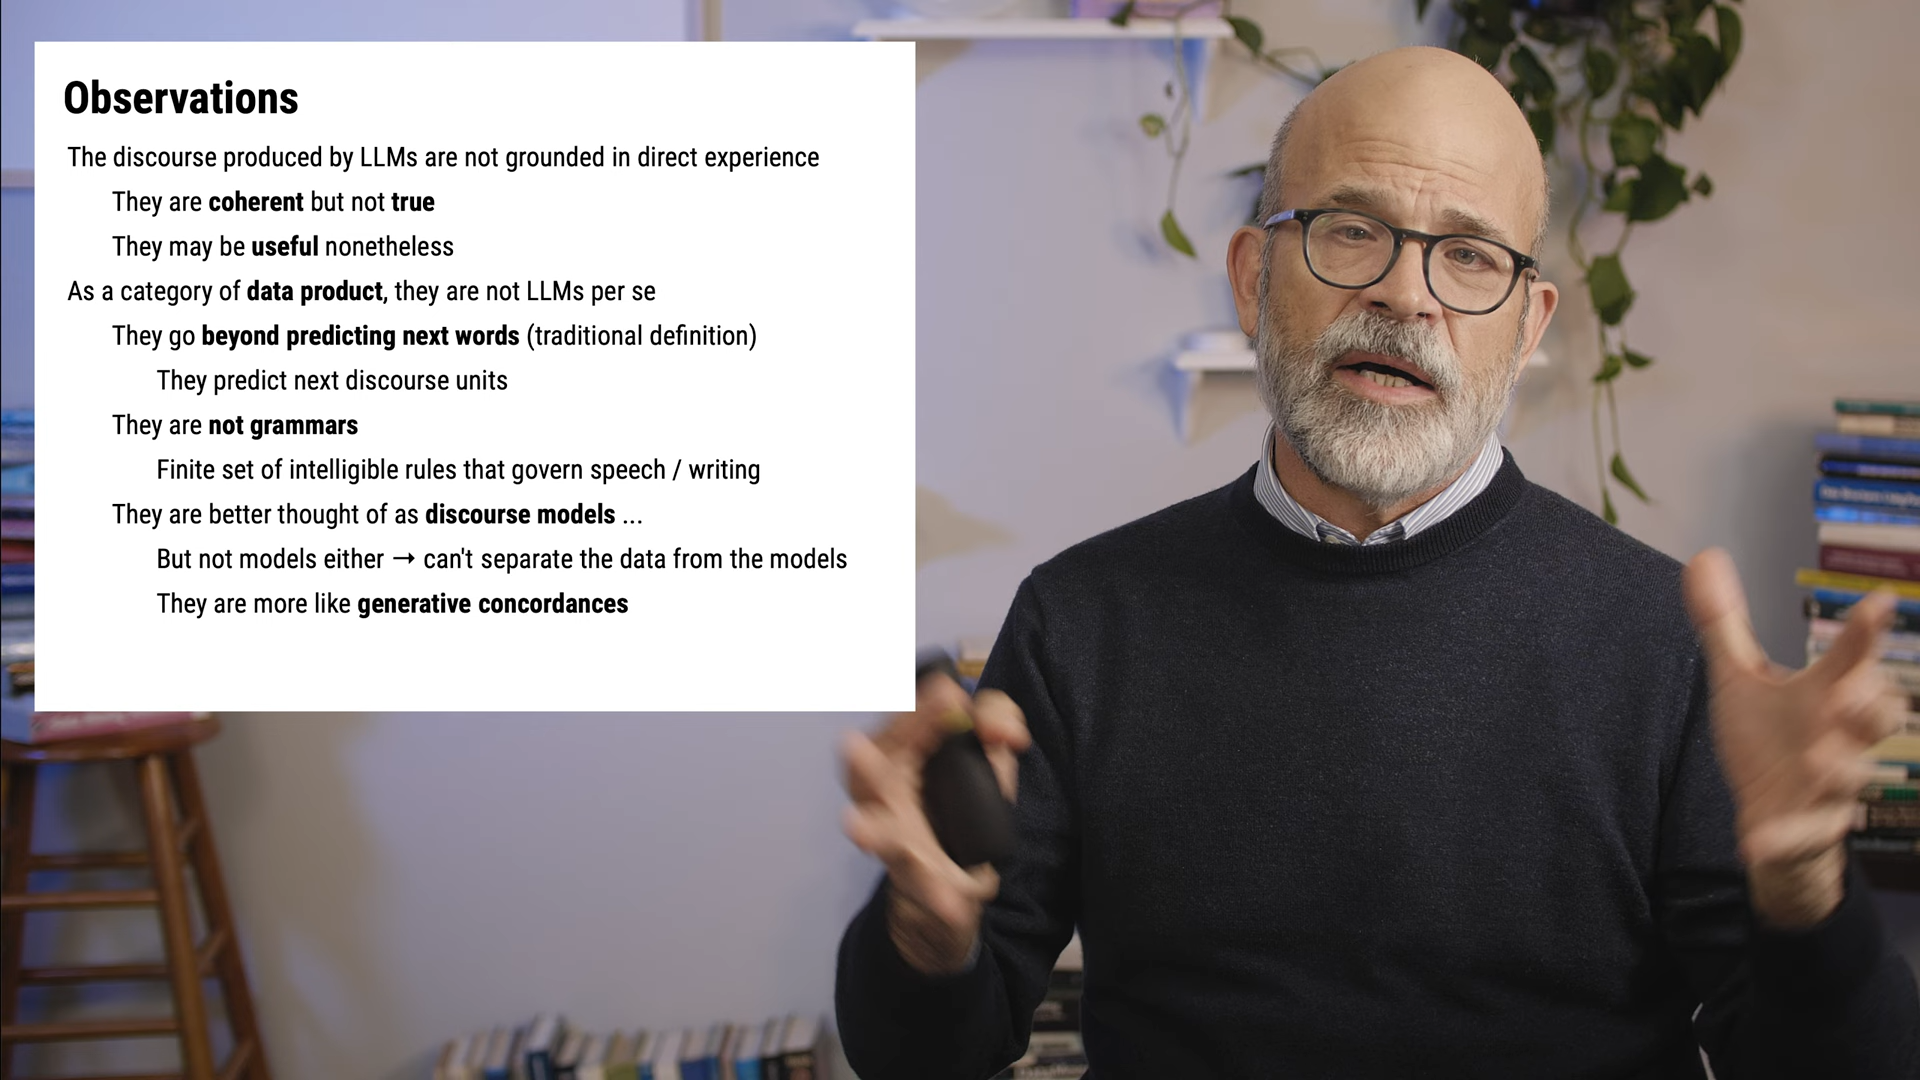 Observations
The discourse produced by LLMs are not grounded in direct experience
They are coherent but not true
They may be useful nonetheless
As a category of data product, they are not LLMs per se
They go beyond predicting next words (traditional definition)
They predict next discourse units
They are not grammars
Finite set of intelligible rules that govern speech / writing
They are better thought of as discourse models ...
But not models either → can't separate the data from the models
They are more like generative concordances